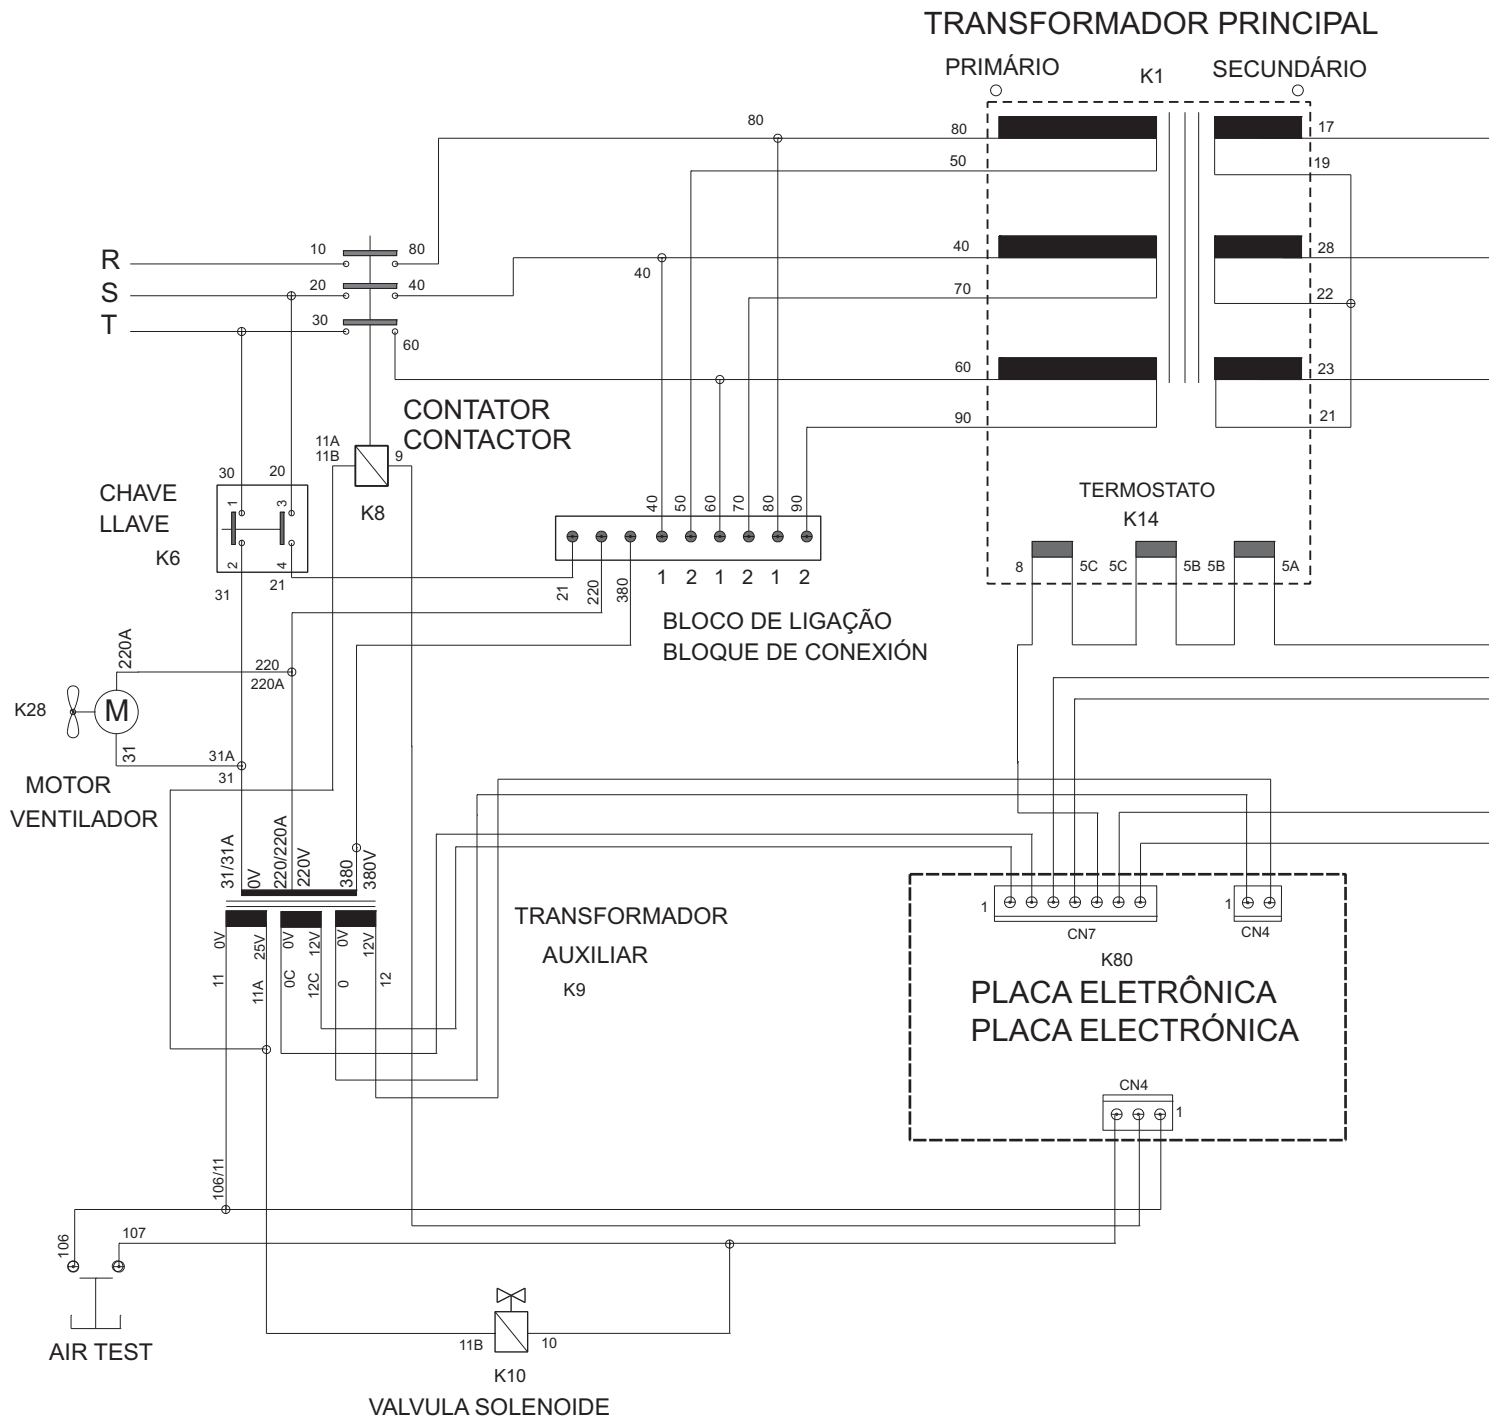 TRANSFORMADOR PRINCIPAL
PRIMÁRIO
K1
SECUNDÁRIO
80
80
17
50
19
R
10
80
40
28
40
S
20
40
70
22
T
30
60
60
23
CONTATOR
CONTACTOR
90
21
11A
11B
9
30
20
CHAVE
LLAVE
K6
1
3
2
4
K8
40
50
60
70
80
90
TERMOSTATO
K14
31
21
21
220
380
1
2
1
2
1
2
8
5C
5C
5B
5B
5A
BLOCO DE LIGAÇÃO
BLOQUE DE CONEXIÓN
220A
220
220A
K28
M
31
31A
31
MOTOR
VENTILADOR
31/31A
0V
220/220A
220V
380
380V
TRANSFORMADOR
AUXILIAR
K9
0V
25V
0V
12V
0V
12V
11
11A
0C
12C
0
12
1
CN7
1
CN4
K80
PLACA ELETRÔNICA
PLACA ELECTRÓNICA
CN4
1
106/11
106
107
AIR TEST
11B
10
K10
VALVULA SOLENOIDE